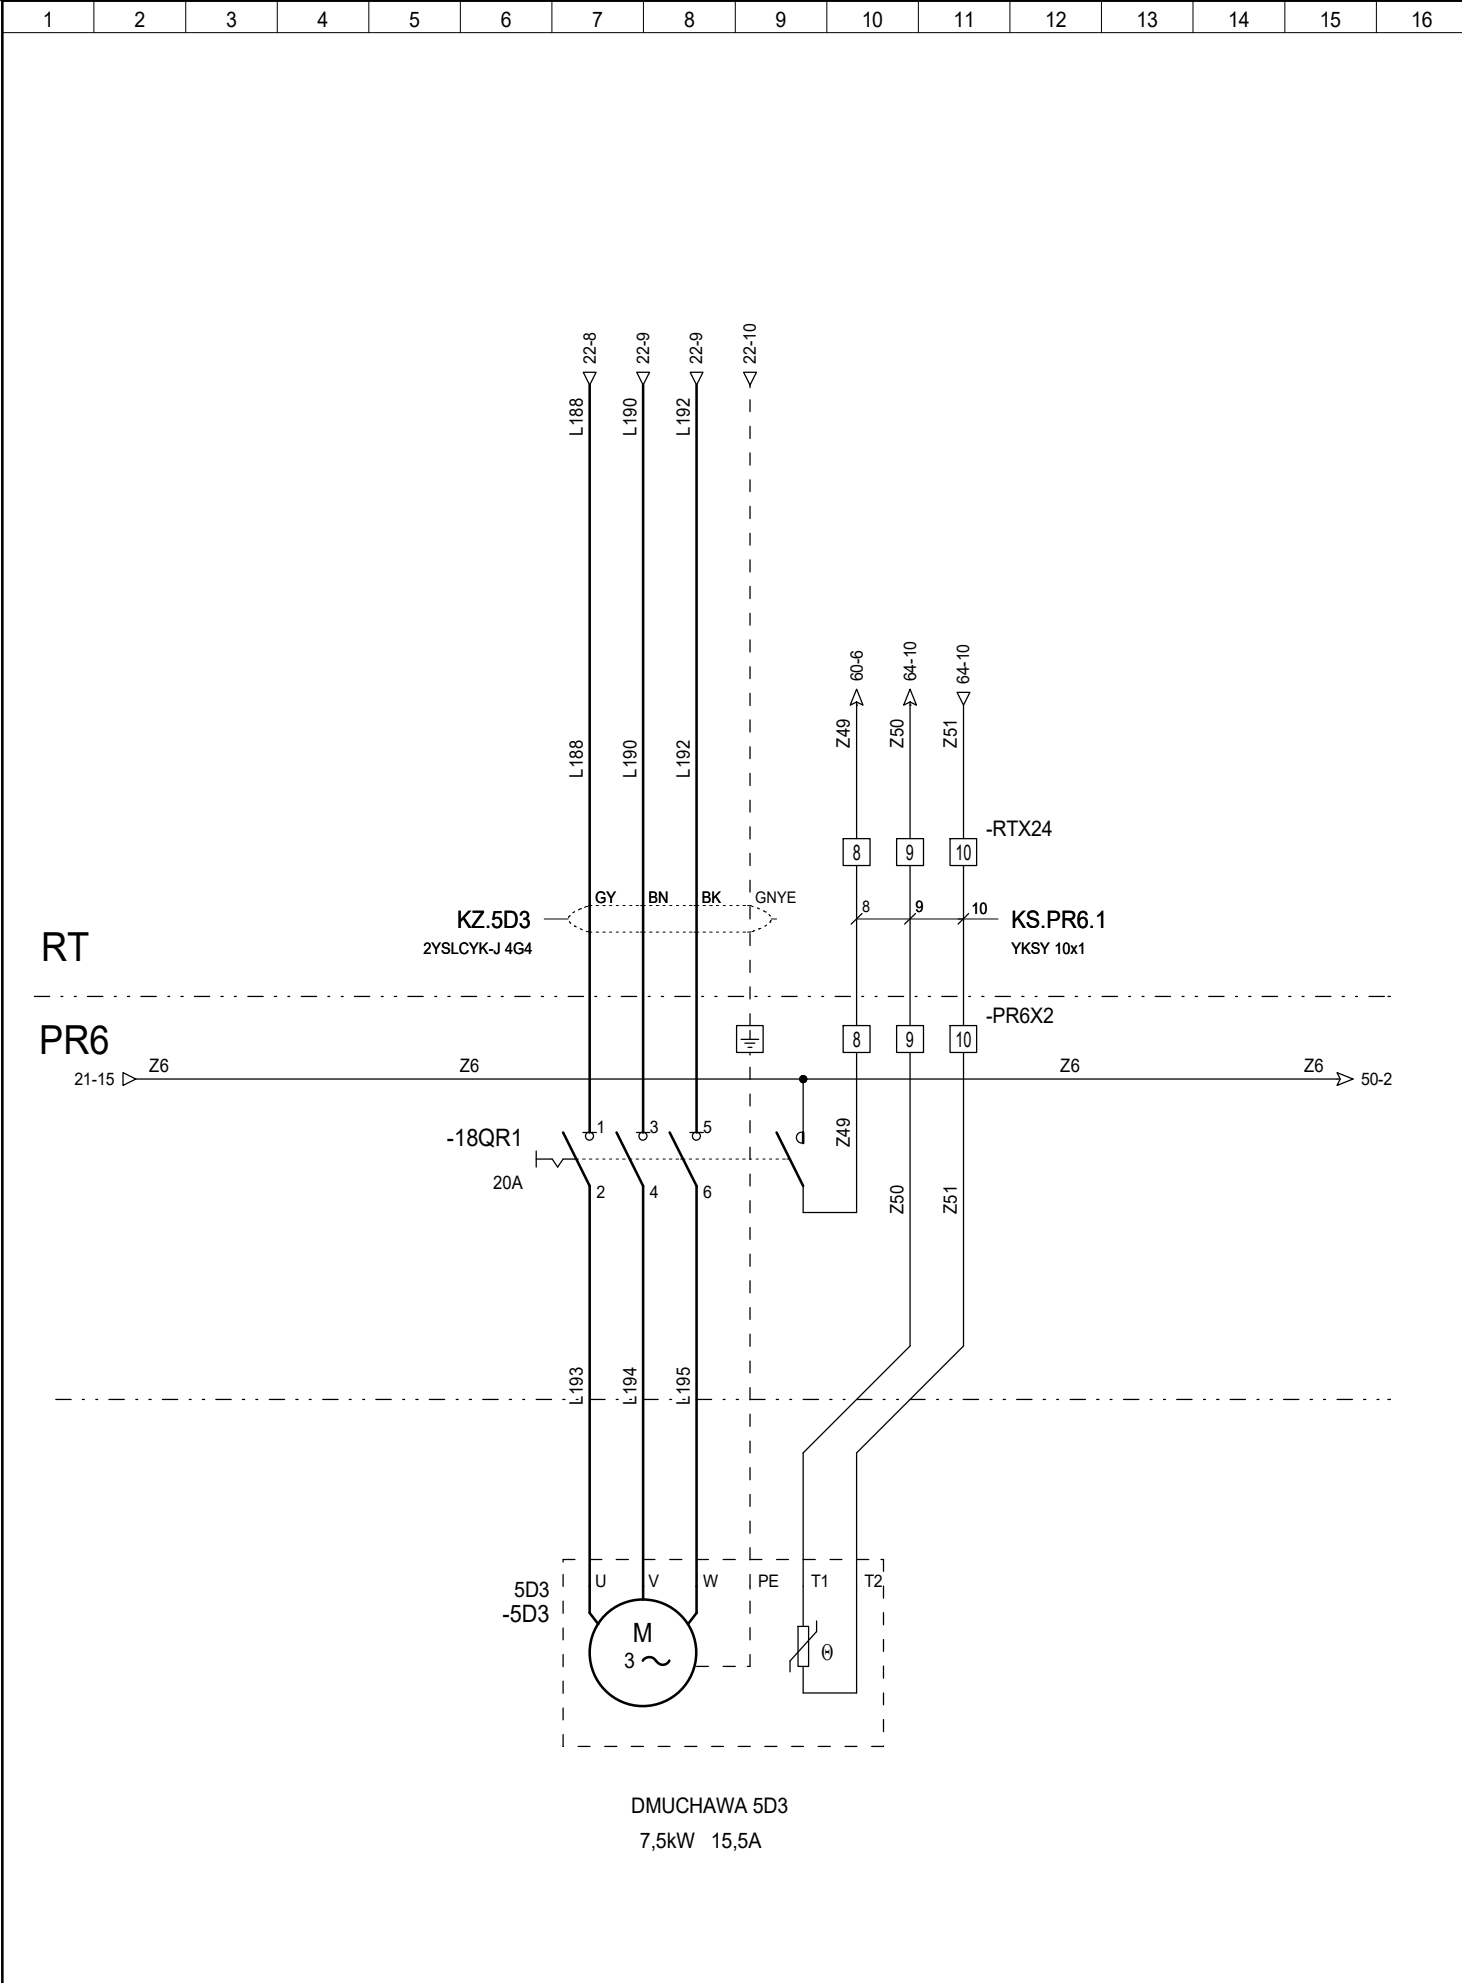 1 2 3 4 5 6 7 8 9 10 11 12 13 14 15 16
22-8 22-9 22-9 22-10
L188 L190 L192
60-6 64-10 64-10
Z49 Z50 Z51
L188 L190 L192
-RTX24
8 9 10
GY BN BK GNYE
8 9 10
KZ.5D3 KS.PR6.1
2YSLCYK-J 4G4 YKSY 10x1
RT
-PR6X2
PR6
8 9 10
Z6 Z6 Z6 Z6
21-15 50-2
1 3 5
-18QR1 Z49
20A
2 4 6
Z50 Z51
L193 L194 L195
U V W PE T1 T2
5D3
-5D3
M
3 ~ Θ
DMUCHAWA 5D3
7,5kW 15,5A